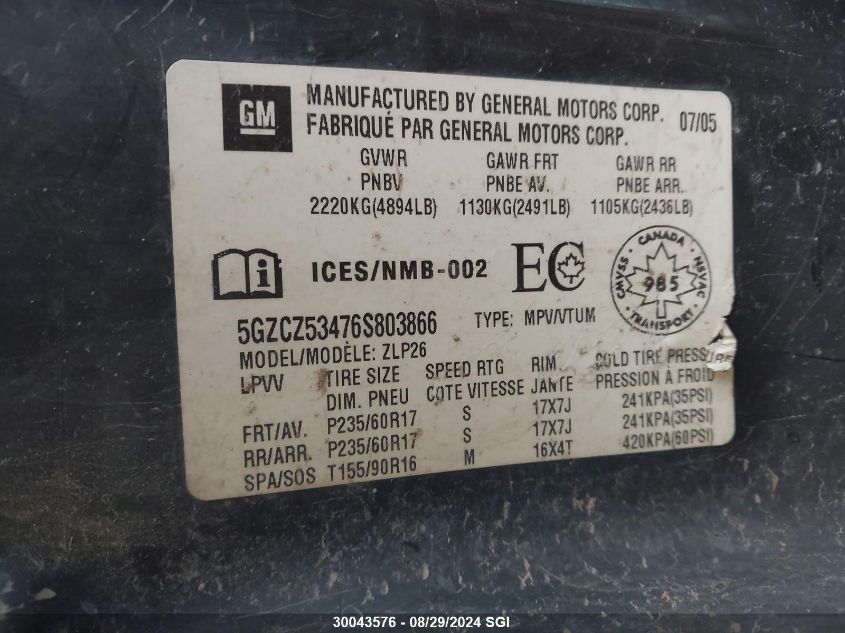 GM
MANUFACTURED BY GENERAL MOTORS CORP. 07/05
FABRIQUÉ PAR GENERAL MOTORS CORP.
GVWR GAWR FRT GAWR RR
PNBV PNBE AV. PNBE ARR.
2220KG(4894LB) 1130KG(2491LB) 1105KG(2436LB)
i ICES/NMB-002 EC
CANADA
CMVSS 985 NSVAC
TRANSPORT
5GZCZ53476S803866 TYPE: MPV/VTUM
MODEL/MODÈLE: ZLP26
LPVV TIRE SIZE SPEED RTG RIM COLD TIRE PRESSURE
DIM. PNEU COTE VITESSE JANTE PRESSION À FROID
FRT/AV. P235/60R17 S 17X7J 241KPA(35PSI)
RR/ARR. P235/60R17 S 17X7J 241KPA(35PSI)
SPA/SOS T155/90R16 M 16X4T 420KPA(60PSI)
30043576 - 08/29/2024 SGI